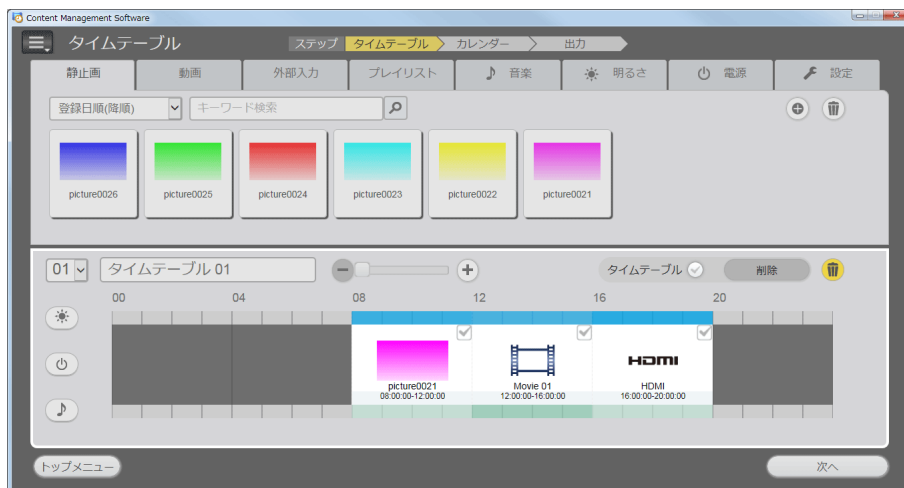 Content Management Software
タイムテーブル
ステップ タイムテーブル カレンダー 出力
静止画 動画 外部入力 プレイリスト 音楽 明るさ 電源 設定
登録日順(降順) キーワード検索
picture0026 picture0025 picture0024 picture0023 picture0022 picture0021
01 タイムテーブル 01 タイムテーブル 削除
00 04 08 12 16 20
HDMI
picture0021 Movie 01 HDMI
08:00:00-12:00:00 12:00:00-16:00:00 16:00:00-20:00:00
トップメニュー 次へ